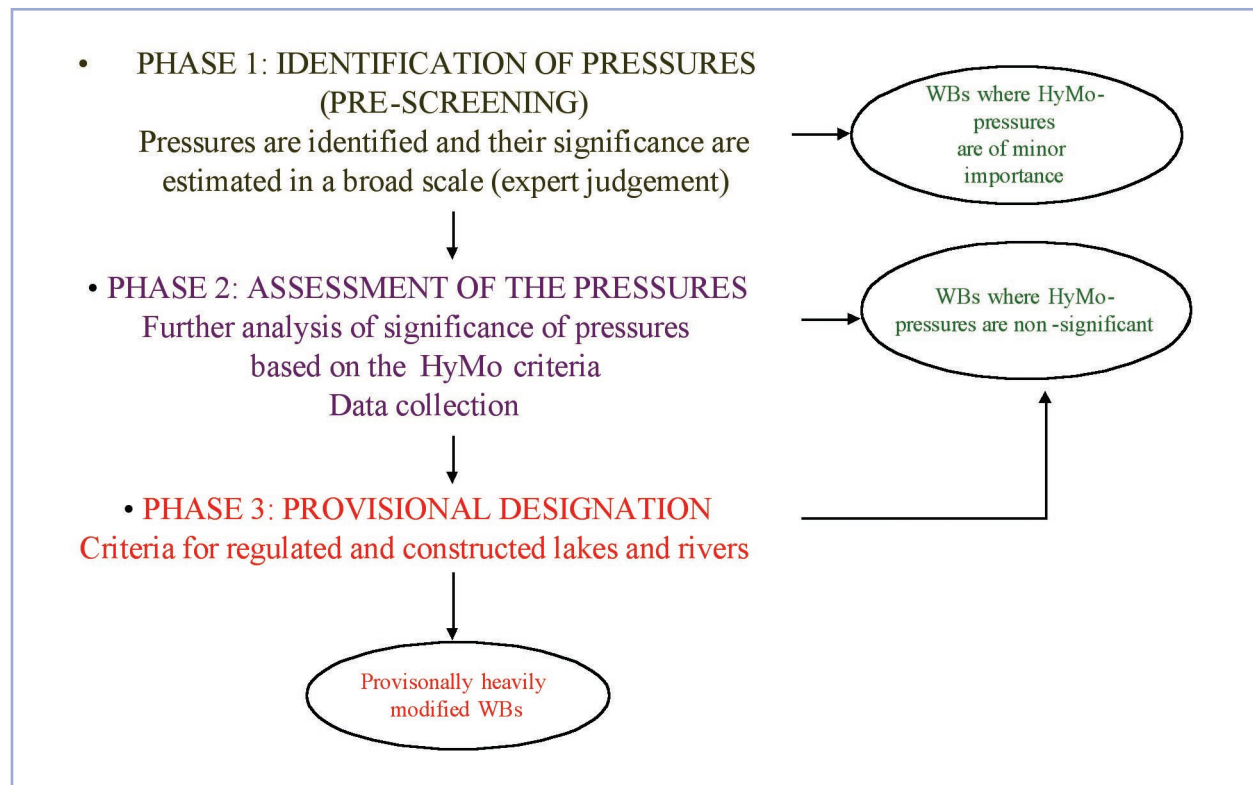 • PHASE 1: IDENTIFICATION OF PRESSURES
(PRE-SCREENING)
Pressures are identified and their significance are
estimated in a broad scale (expert judgement)
WBs where HyMo-
pressures
are of minor
importance
• PHASE 2: ASSESSMENT OF THE PRESSURES
Further analysis of significance of pressures
based on the HyMo criteria
Data collection
WBs where HyMo-
pressures are non -significant
• PHASE 3: PROVISIONAL DESIGNATION
Criteria for regulated and constructed lakes and rivers
Provisonally heavily
modified WBs